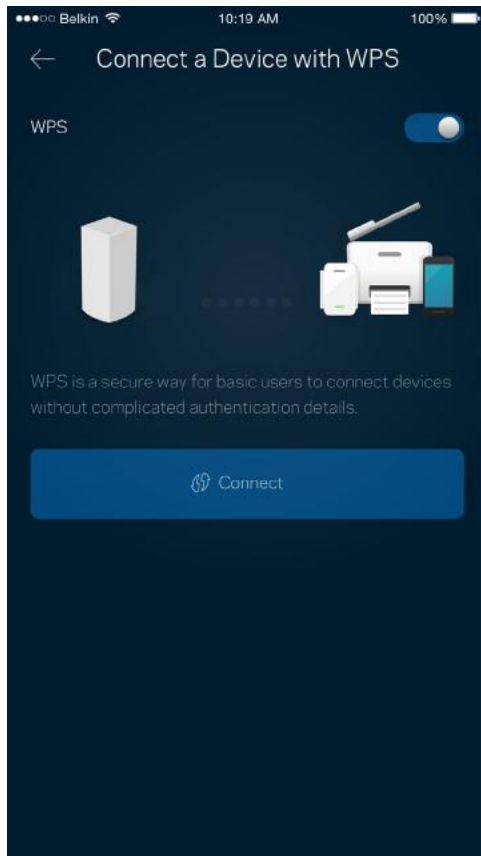 Belkin 10:19 AM 100%
Connect a Device with WPS
WPS
WPS is a secure way for basic users to connect devices
without complicated authentication details.
Connect